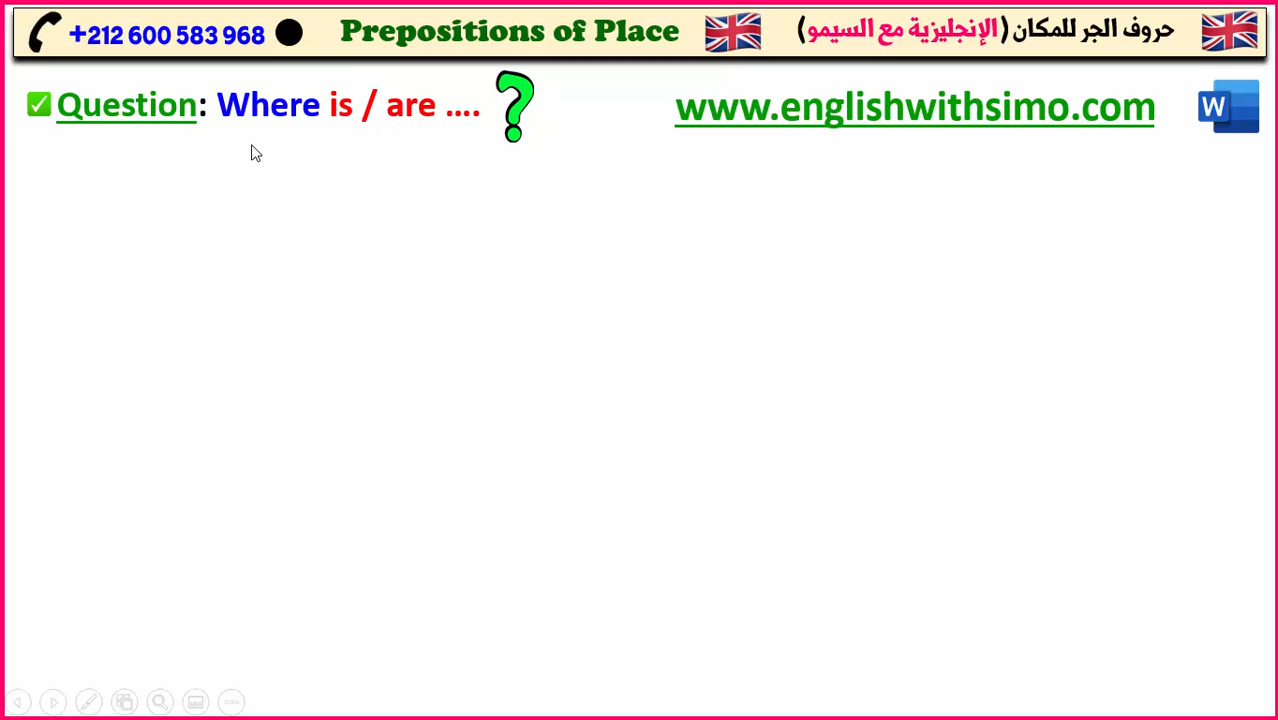 +212 600 583 968 Prepositions of Place حروف الجر للمكان (الإنجليزية مع السيمو)
✅ Question: Where is / are .... ? www.englishwithsimo.com W